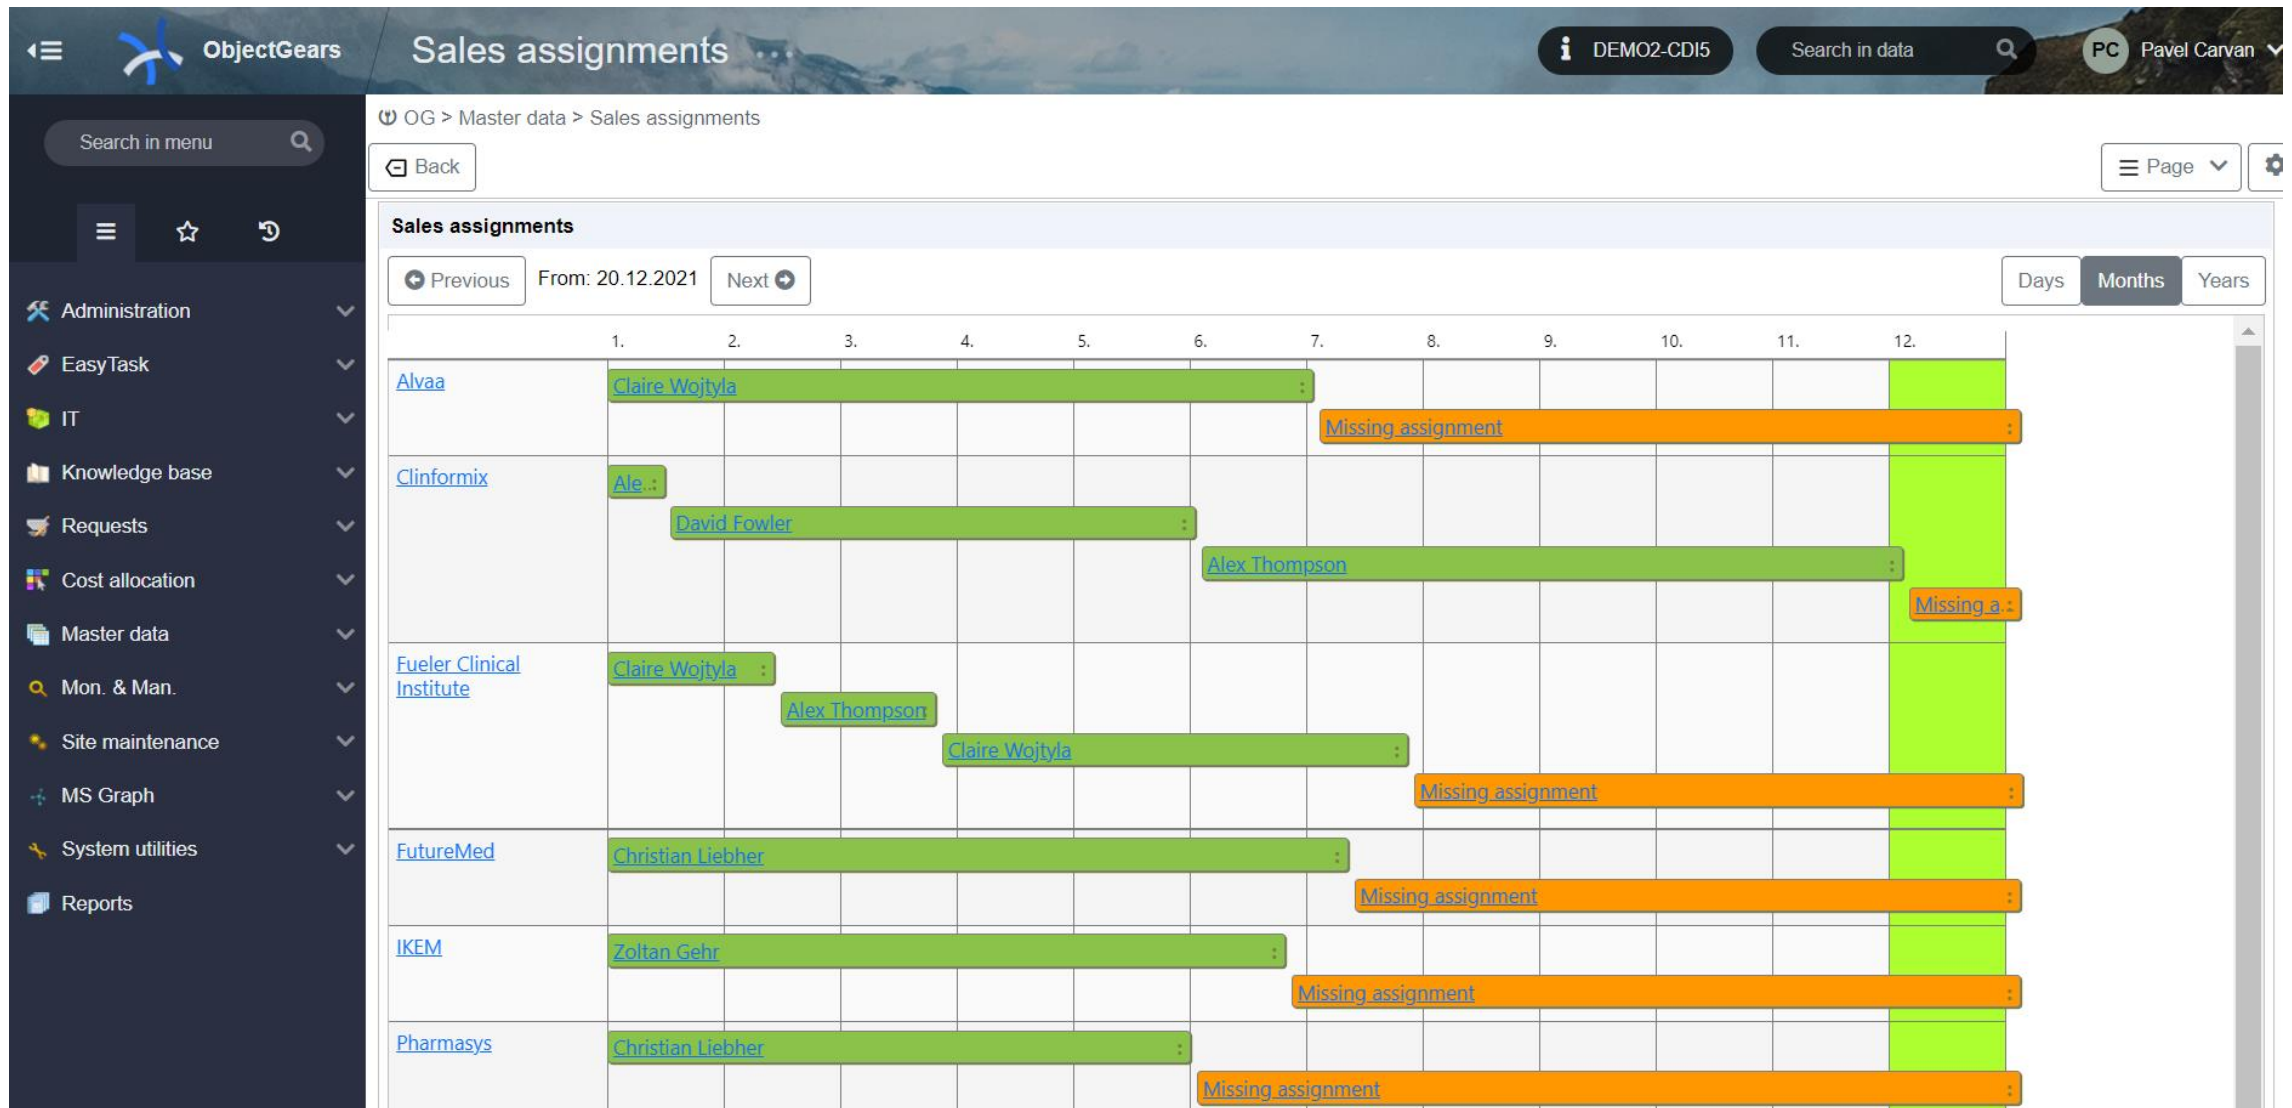 ObjectGears
Sales assignments ...
DEMO2-CDI5
Search in data
PC Pavel Carvan
Search in menu
OG > Master data > Sales assignments
Back
Page
Sales assignments
Previous From: 20.12.2021 Next
Days Months Years
Administration
EasyTask
IT
Knowledge base
Requests
Cost allocation
Master data
Mon. & Man.
Site maintenance
MS Graph
System utilities
Reports
1. 2. 3. 4. 5. 6. 7. 8. 9. 10. 11. 12.
Alvaa
Claire Wojtyla
Missing assignment
Clinformix
Ale..
David Fowler
Alex Thompson
Missing a..
Fueler Clinical
Institute
Claire Wojtyla
Alex Thompson
Claire Wojtyla
Missing assignment
FutureMed
Christian Liebher
Missing assignment
IKEM
Zoltan Gehr
Missing assignment
Pharmasys
Christian Liebher
Missing assignment